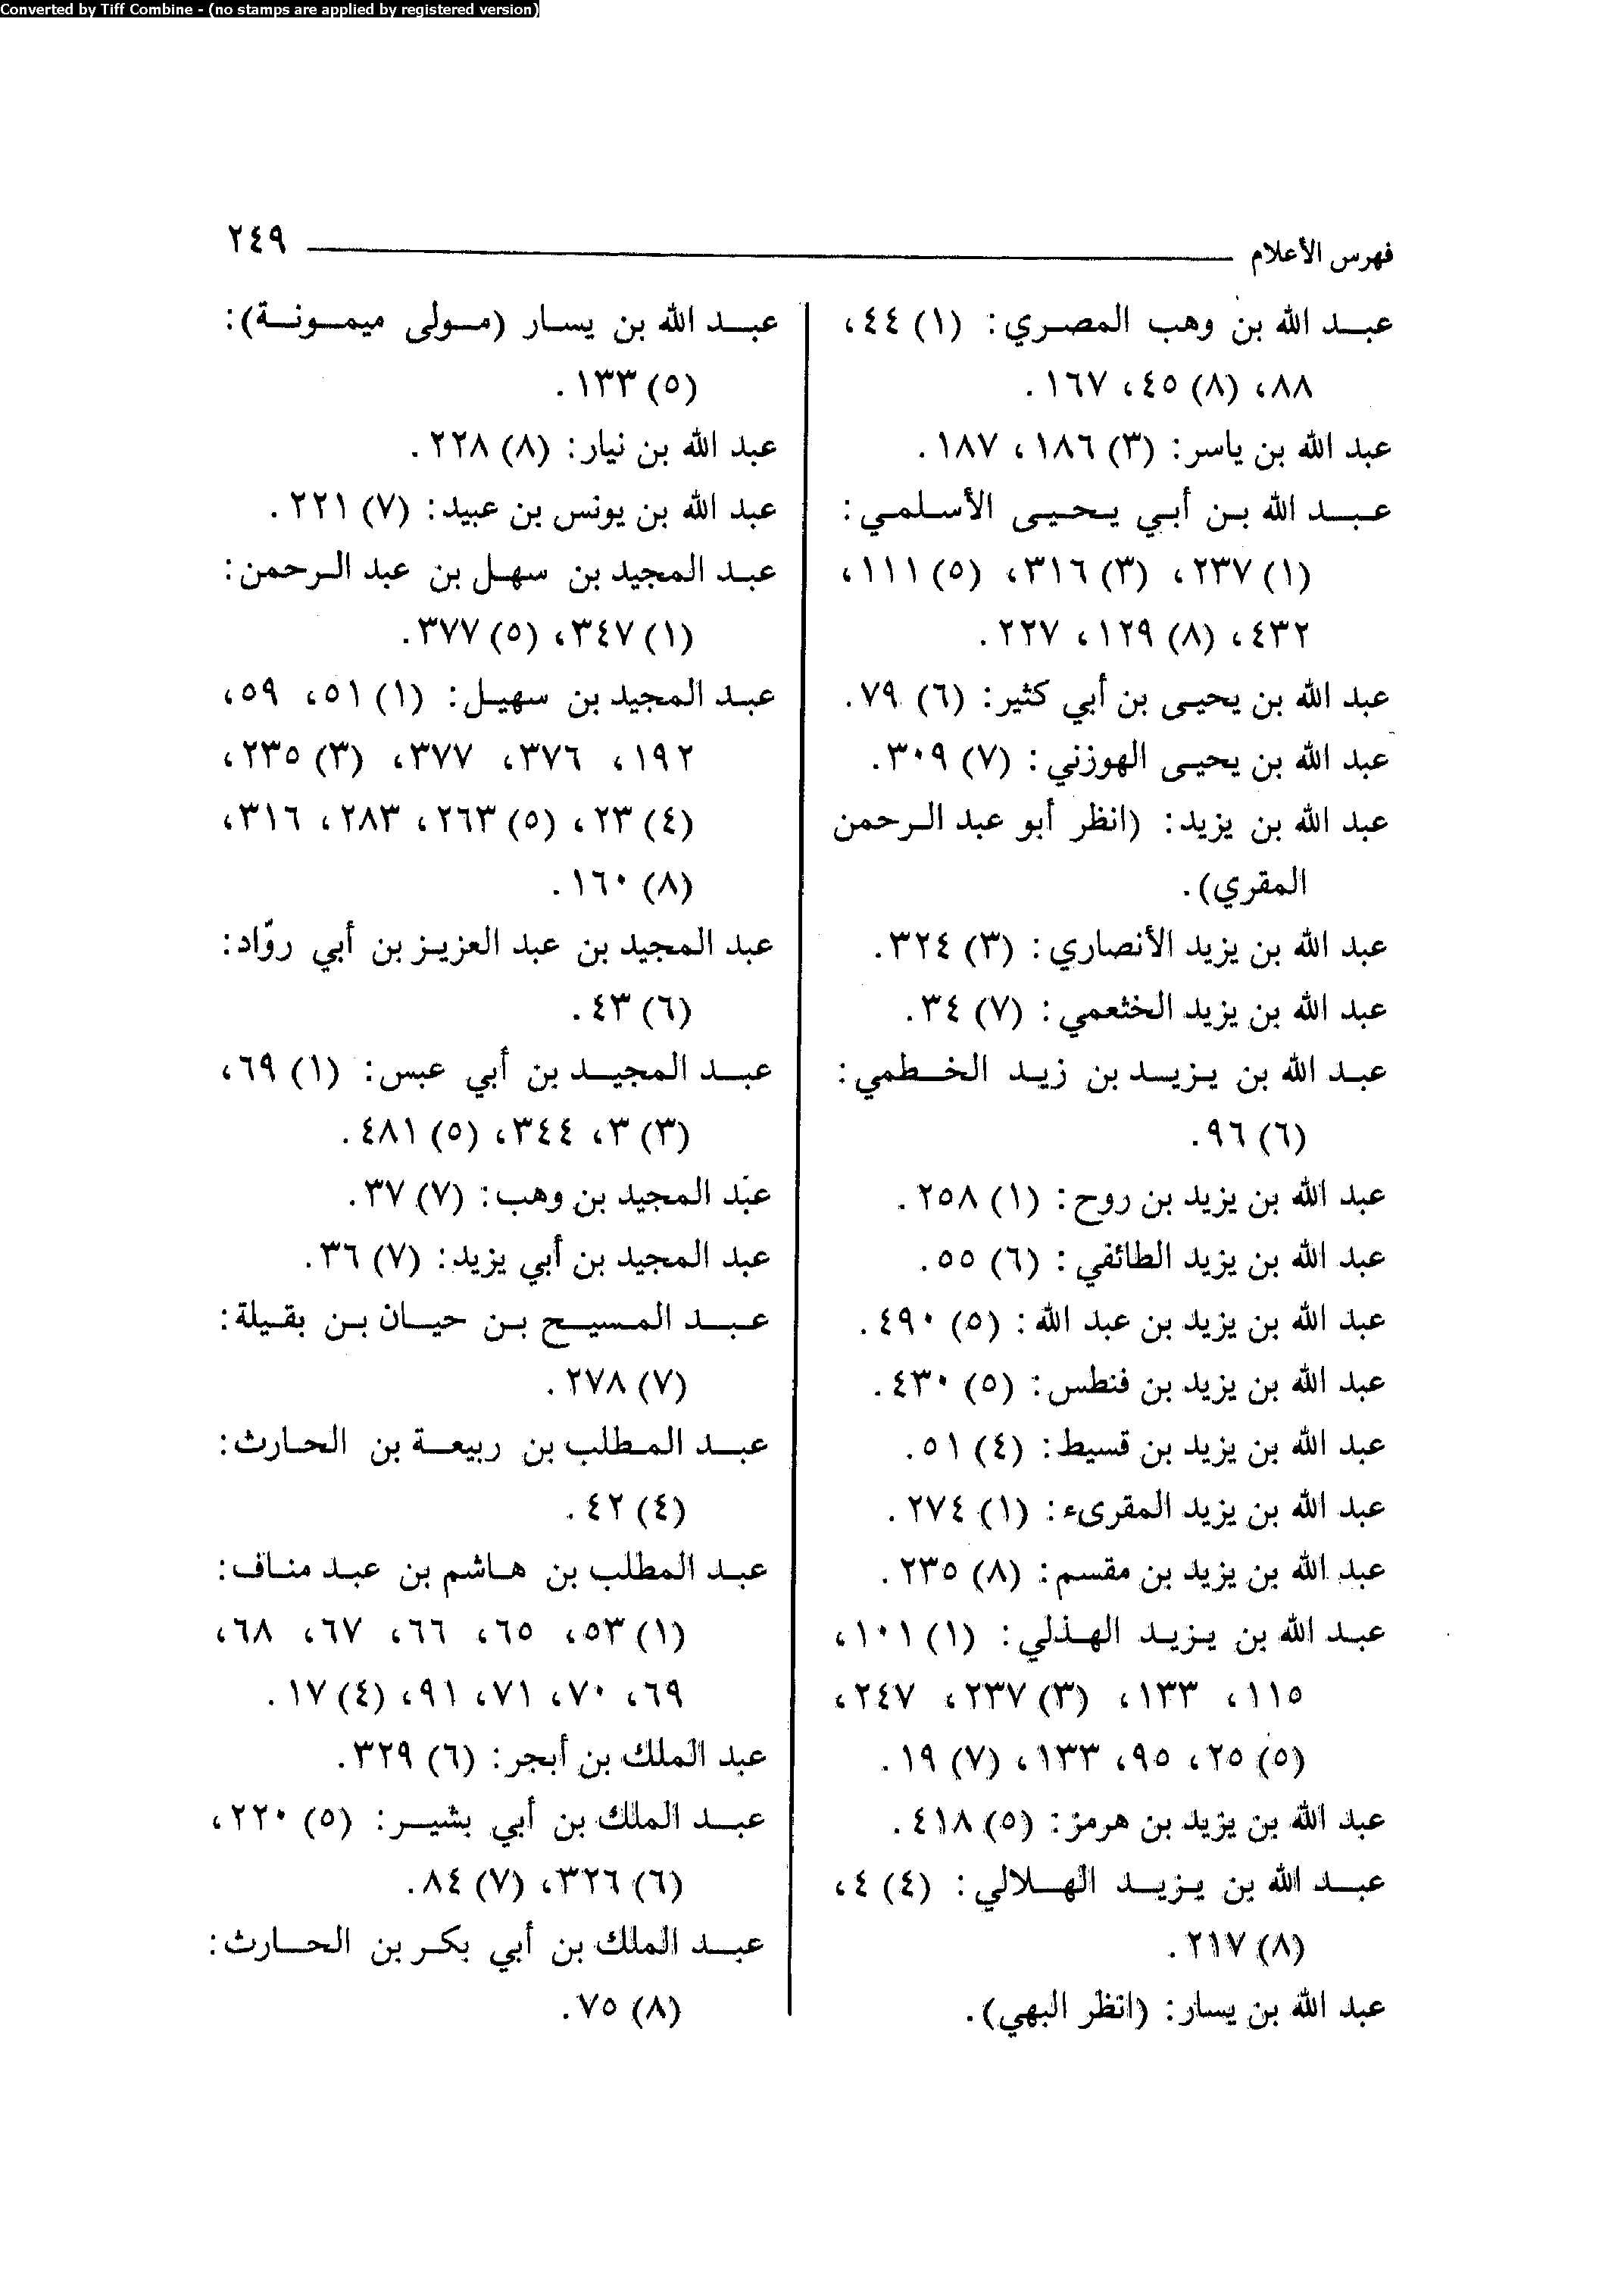 Converted by Tiff Combine - (no stamps are applied by registered version)
فهرس الأعلام ٢٤٩
عبد الله بن وهب المصري: (١) ٤٤،
٨٨، (٨) ٤٥، ١٦٧.
عبد الله بن ياسر: (٣) ١٨٦، ١٨٧.
عبد الله بن أبي يحيى الأسلمي:
(١) ٢٣٧، (٣) ٣١٦، (٥) ١١١،
٤٣٢، (٨) ١٢٩، ٢٢٧.
عبد الله بن يحيى بن أبي كثير: (٦) ٧٩.
عبد الله بن يحيى الهوزني: (٧) ٣٠٩.
عبد الله بن يزيد: (انظر أبو عبد الرحمن
المقري).
عبد الله بن يزيد الأنصاري: (٣) ٣٢٤.
عبد الله بن يزيد الخثعمي: (٧) ٣٤.
عبد الله بن يزيد بن زيد الخطمي:
(٦) ٩٦.
عبد الله بن يزيد بن روح: (١) ٢٥٨.
عبد الله بن يزيد الطائفي: (٦) ٥٥.
عبد الله بن يزيد بن عبد الله: (٥) ٤٩٠.
عبد الله بن يزيد بن فنطس: (٥) ٤٣٠.
عبد الله بن يزيد بن قسيط: (٤) ٥١.
عبد الله بن يزيد المقرىء: (١) ٢٧٤.
عبد الله بن يزيد بن مقسم: (٨) ٢٣٥.
عبد الله بن يزيد الهذلي: (١) ١٠١،
١١٥، ١٣٣، (٣) ٢٣٧، ٢٤٧،
(٥) ٢٥، ٩٥، ١٣٣، (٧) ١٩.
عبد الله بن يزيد بن هرمز: (٥) ٤١٨.
عبد الله بن يزيد الهلالي: (٤) ٤،
(٨) ٢١٧.
عبد الله بن يسار: (انظر البهي).
عبد الله بن يسار (مولى ميمونة):
(٥) ١٣٣.
عبد الله بن نيار: (٨) ٢٢٨.
عبد الله بن يونس بن عبيد: (٧) ٢٢١.
عبد المجيد بن سهل بن عبد الرحمن:
(١) ٣٤٧، (٥) ٣٧٧.
عبد المجيد بن سهيل: (١) ٥١، ٥٩،
١٩٢، ٣٧٦، ٣٧٧، (٣) ٢٣٥،
(٤) ٢٣، (٥) ٢٦٣، ٢٨٣، ٣١٦،
(٨) ١٦٠.
عبد المجيد بن عبد العزيز بن أبي روّاد:
(٦) ٤٣.
عبد المجيد بن أبي عبس: (١) ٦٩،
(٣) ٣، ٣٤٤، (٥) ٤٨١.
عبد المجيد بن وهب: (٧) ٣٧.
عبد المجيد بن أبي يزيد: (٧) ٣٦.
عبد المسيح بن حيان بن بقيلة:
(٧) ٢٧٨.
عبد المطلب بن ربيعة بن الحارث:
(٤) ٤٢.
عبد المطلب بن هاشم بن عبد مناف:
(١) ٥٣، ٦٥، ٦٦، ٦٧، ٦٨،
٦٩، ٧٠، ٧١، ٩١، (٤) ١٧.
عبد الملك بن أبجر: (٦) ٣٢٩.
عبد الملك بن أبي بشير: (٥) ٢٢٠،
(٦) ٣٢٦، (٧) ٨٤.
عبد الملك بن أبي بكر بن الحارث:
(٨) ٧٥.